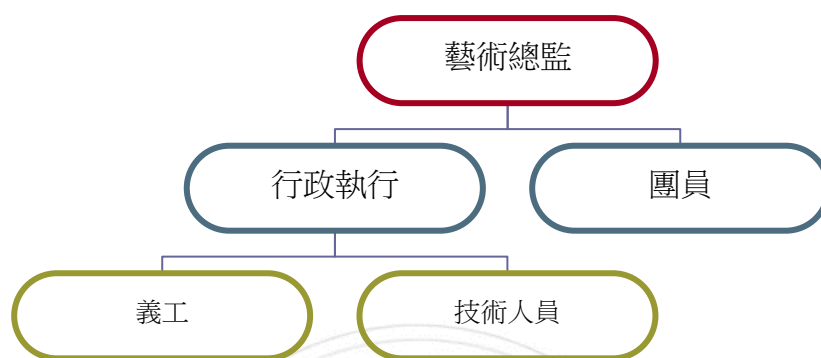 藝術總監
行政執行
團員
義工
技術人員